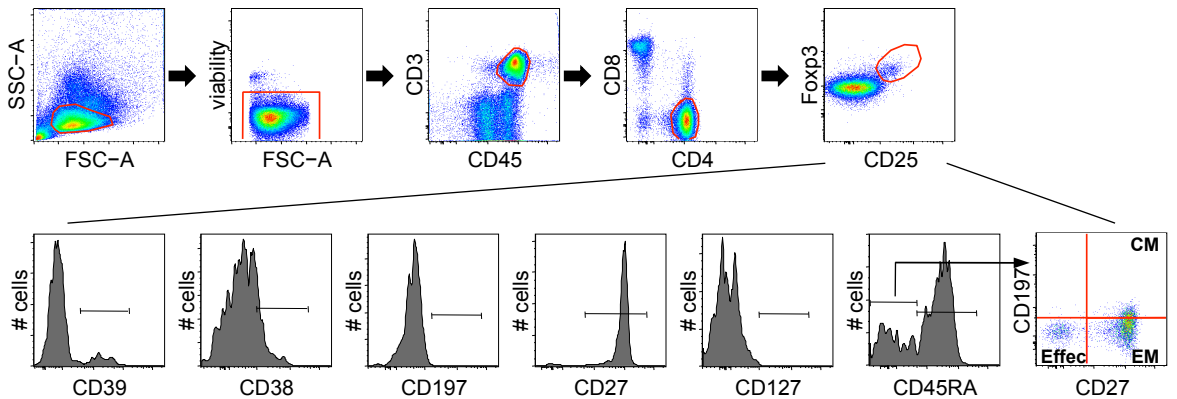 SSC−A
FSC−A
viability
FSC−A
CD3
CD45
CD8
CD4
Foxp3
CD25
# cells
CD39
# cells
CD38
# cells
CD197
# cells
CD27
# cells
CD127
# cells
CD45RA
CD197
CM
Effec
EM
CD27